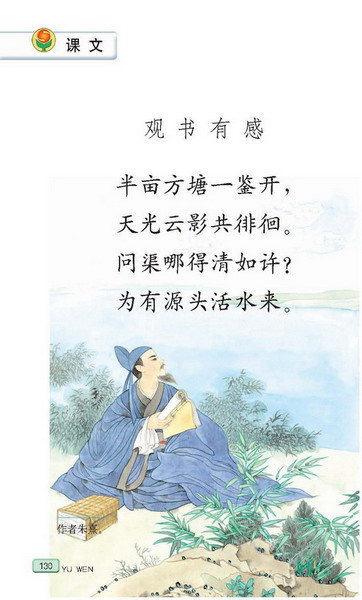 课文
观书有感
半亩方塘一鉴开，
天光云影共徘徊。
问渠哪得清如许？
为有源头活水来。
作者朱熹。
130 YU WEN